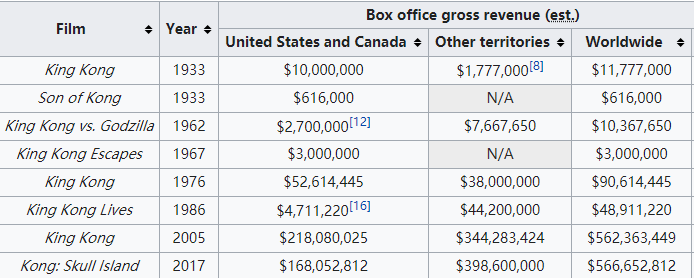 Film Year Box office gross revenue (est.)
United States and Canada Other territories Worldwide
King Kong 1933 $10,000,000 $1,777,000[8] $11,777,000
Son of Kong 1933 $616,000 N/A $616,000
King Kong vs. Godzilla 1962 $2,700,000[12] $7,667,650 $10,367,650
King Kong Escapes 1967 $3,000,000 N/A $3,000,000
King Kong 1976 $52,614,445 $38,000,000 $90,614,445
King Kong Lives 1986 $4,711,220[16] $44,200,000 $48,911,220
King Kong 2005 $218,080,025 $344,283,424 $562,363,449
Kong: Skull Island 2017 $168,052,812 $398,600,000 $566,652,812